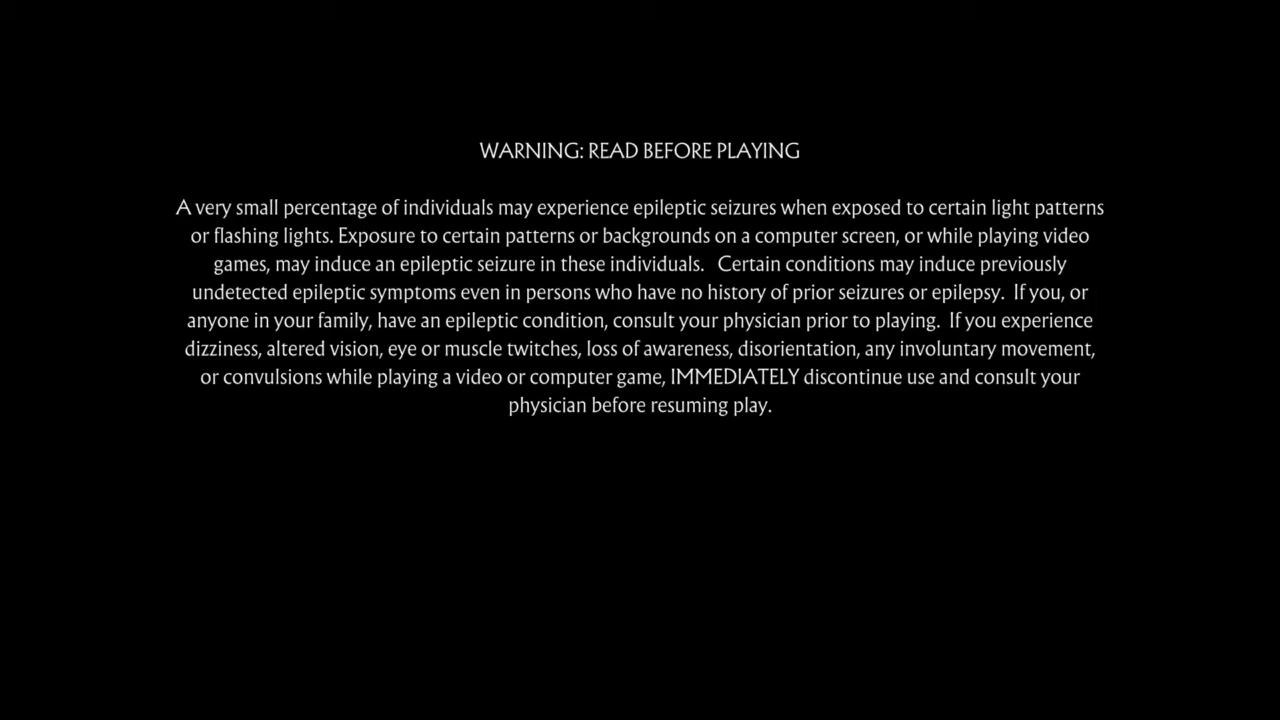 WARNING: READ BEFORE PLAYING
A very small percentage of individuals may experience epileptic seizures when exposed to certain light patterns
or flashing lights. Exposure to certain patterns or backgrounds on a computer screen, or while playing video
games, may induce an epileptic seizure in these individuals.   Certain conditions may induce previously
undetected epileptic symptoms even in persons who have no history of prior seizures or epilepsy.  If you, or
anyone in your family, have an epileptic condition, consult your physician prior to playing.  If you experience
dizziness, altered vision, eye or muscle twitches, loss of awareness, disorientation, any involuntary movement,
or convulsions while playing a video or computer game, IMMEDIATELY discontinue use and consult your
physician before resuming play.